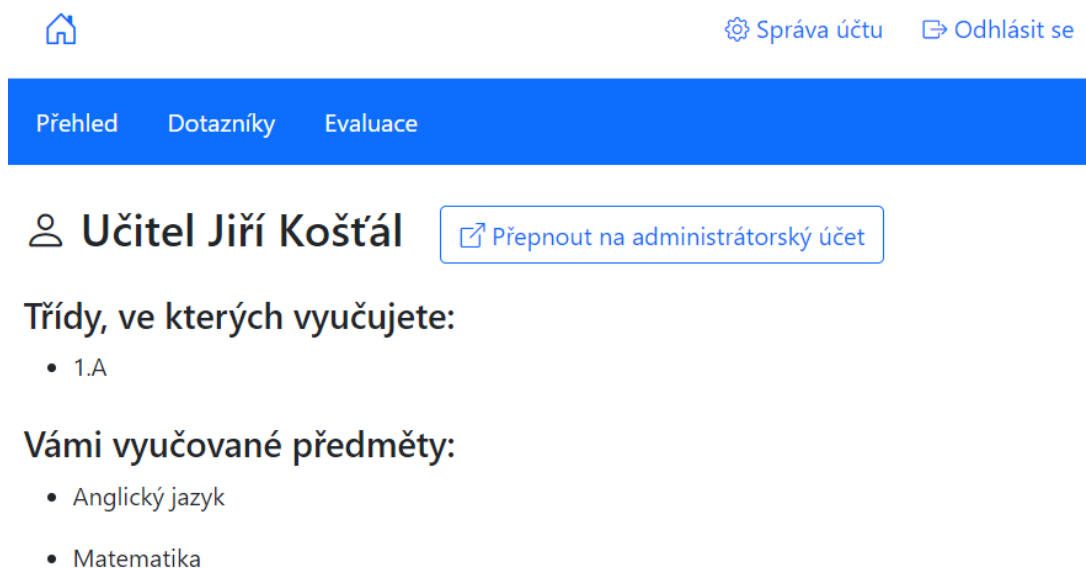 Správa účtu Odhlásit se
Přehled Dotazníky Evaluace
Učitel Jiří Košťál Přepnout na administrátorský účet
Třídy, ve kterých vyučujete:
• 1.A
Vámi vyučované předměty:
• Anglický jazyk
• Matematika